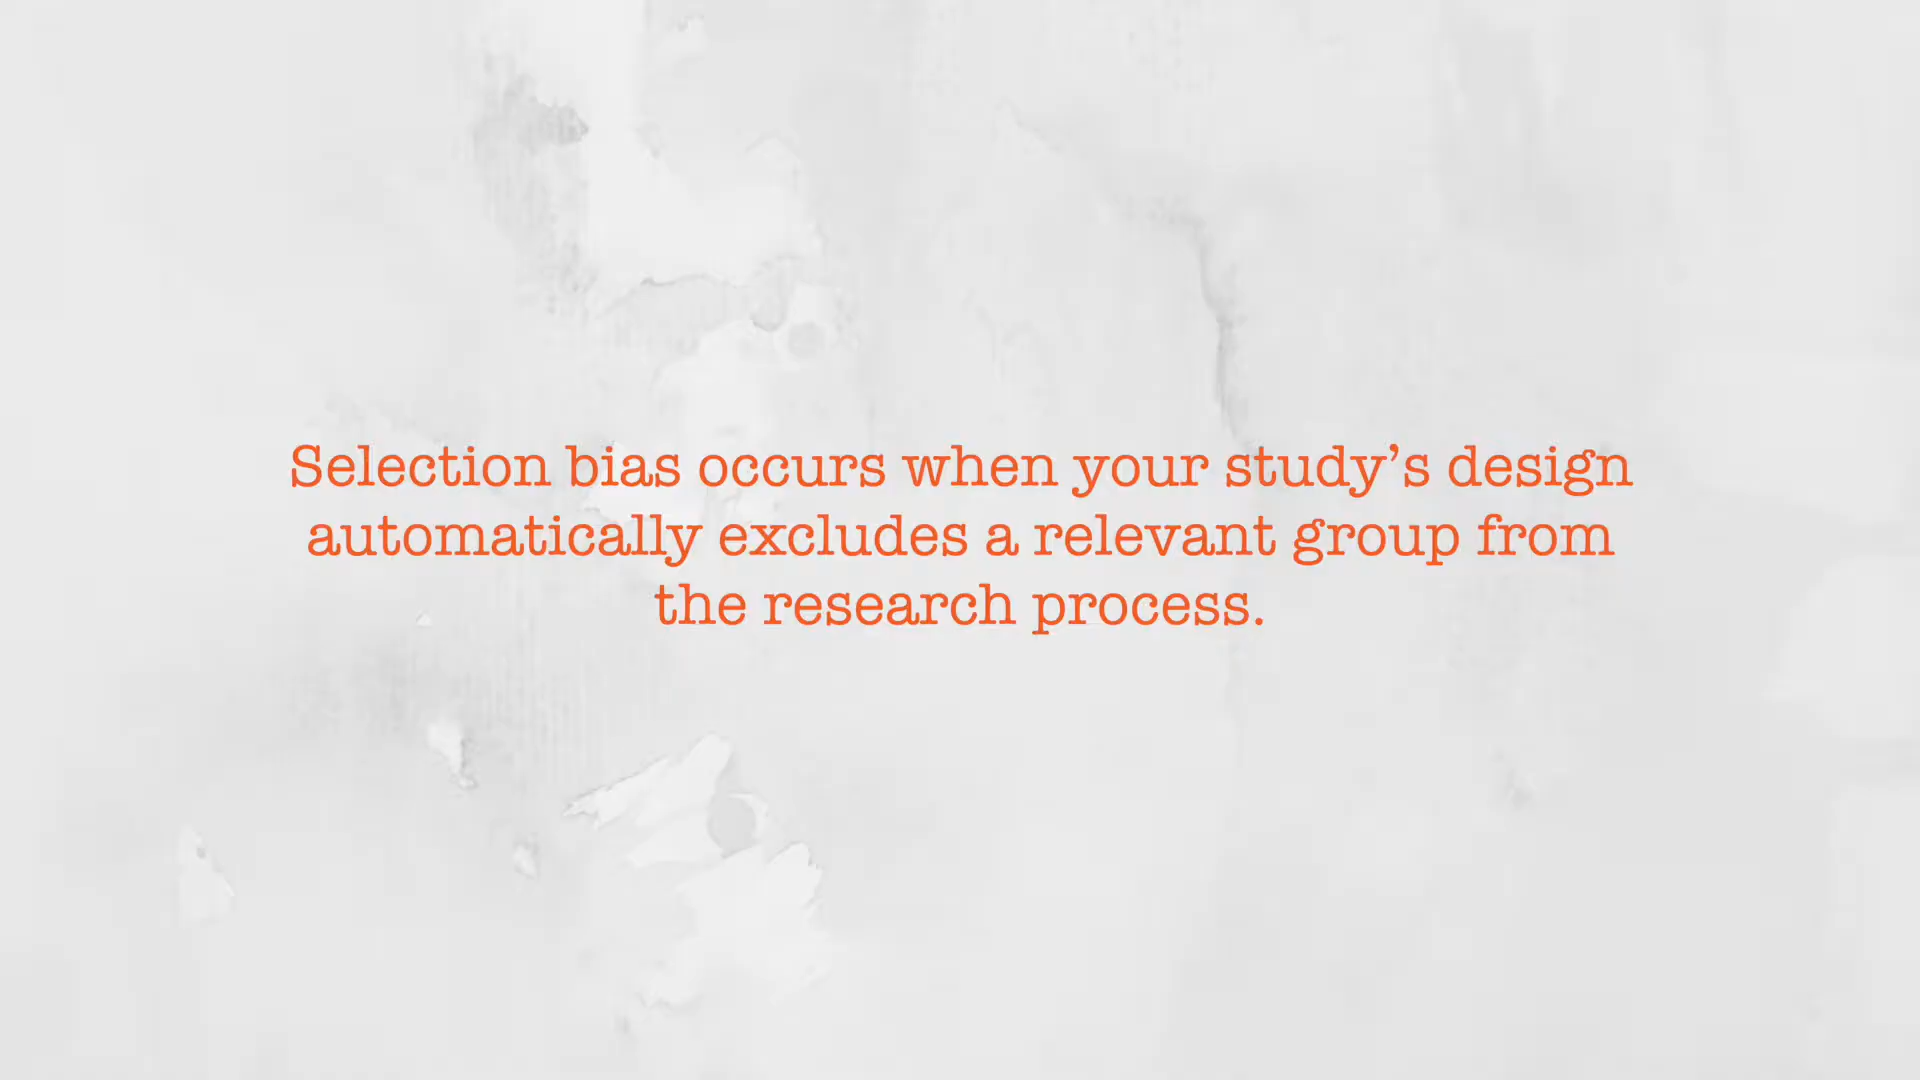 Selection bias occurs when your study’s design
automatically excludes a relevant group from
the research process.